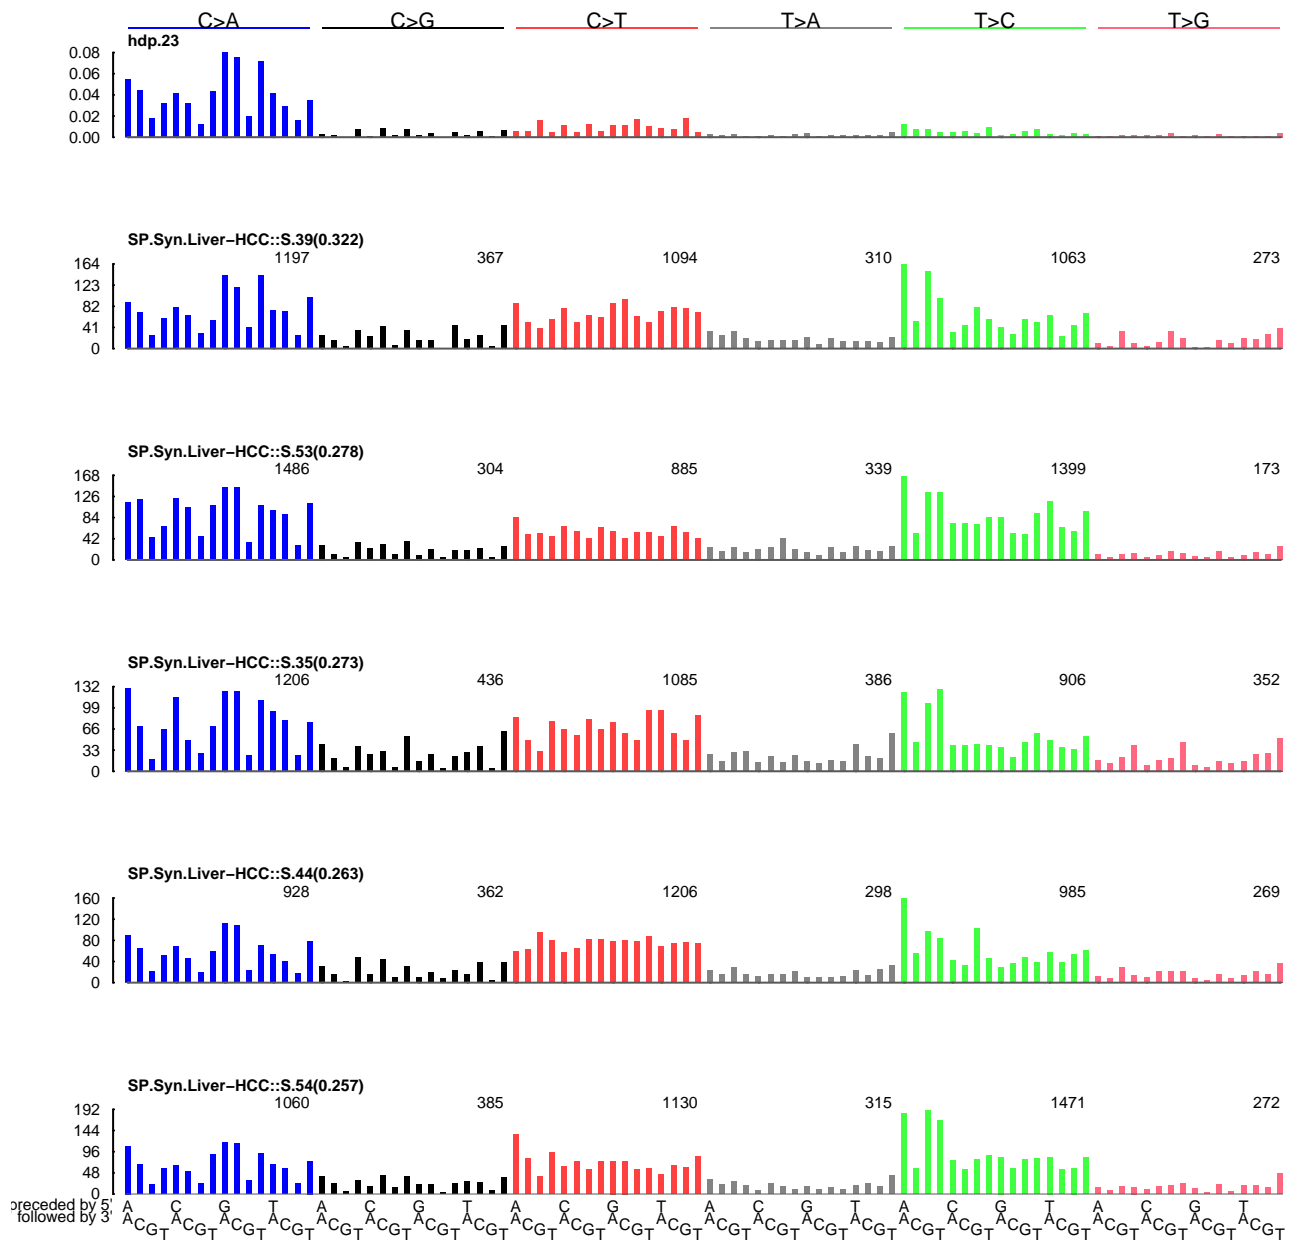 C>A C>G C>T T>A T>C T>G
hdp.23
0.08
0.06
0.04
0.02
0.00
SP.Syn.Liver−HCC::S.39(0.322)
1197 367 1094 310 1063 273
164
123
82
41
0
SP.Syn.Liver−HCC::S.53(0.278)
1486 304 885 339 1399 173
168
126
84
42
0
SP.Syn.Liver−HCC::S.35(0.273)
1206 436 1085 386 906 352
132
99
66
33
0
SP.Syn.Liver−HCC::S.44(0.263)
928 362 1206 298 985 269
160
120
80
40
0
SP.Syn.Liver−HCC::S.54(0.257)
1060 385 1130 315 1471 272
192
144
96
48
0
preceded by 5' A C G T A C G T A C G T A C G T A C G T A C G T
followed by 3' A C G T A C G T A C G T A C G T A C G T A C G T A C G T A C G T A C G T A C G T A C G T A C G T A C G T A C G T A C G T A C G T A C G T A C G T A C G T A C G T A C G T A C G T A C G T A C G T